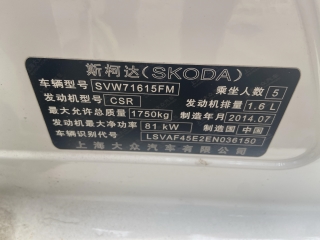 斯柯达(SKODA)
车辆型号 SVW71615FM 乘坐人数 5
发动机型号 CSR 发动机排量 1.6 L
最大允许总质量 1750kg 制造年月 2014.07
发动机最大净功率 81 kW 制造国 中国
车辆识别代号 LSVAF45E2EN036150
上海大众汽车有限公司